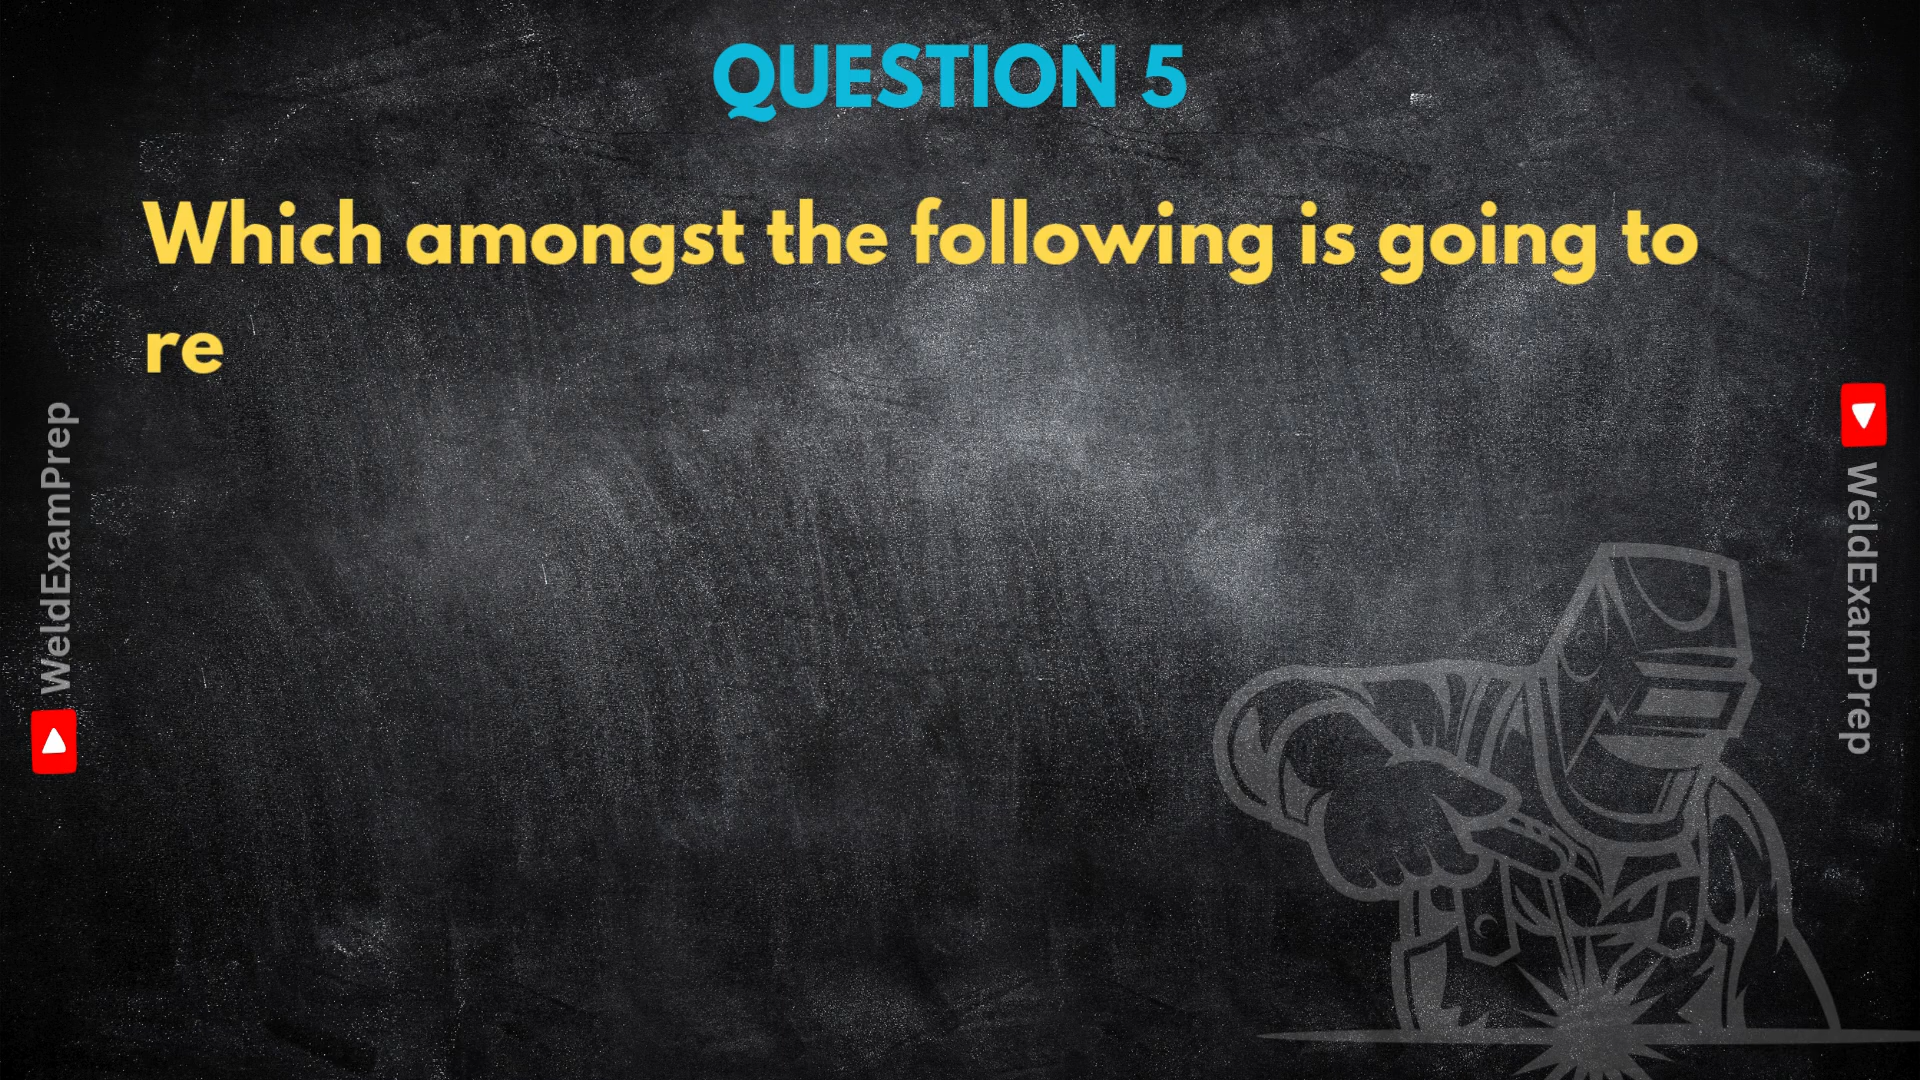 QUESTION 5
Which amongst the following is going to
re
WeldExamPrep
WeldExamPrep